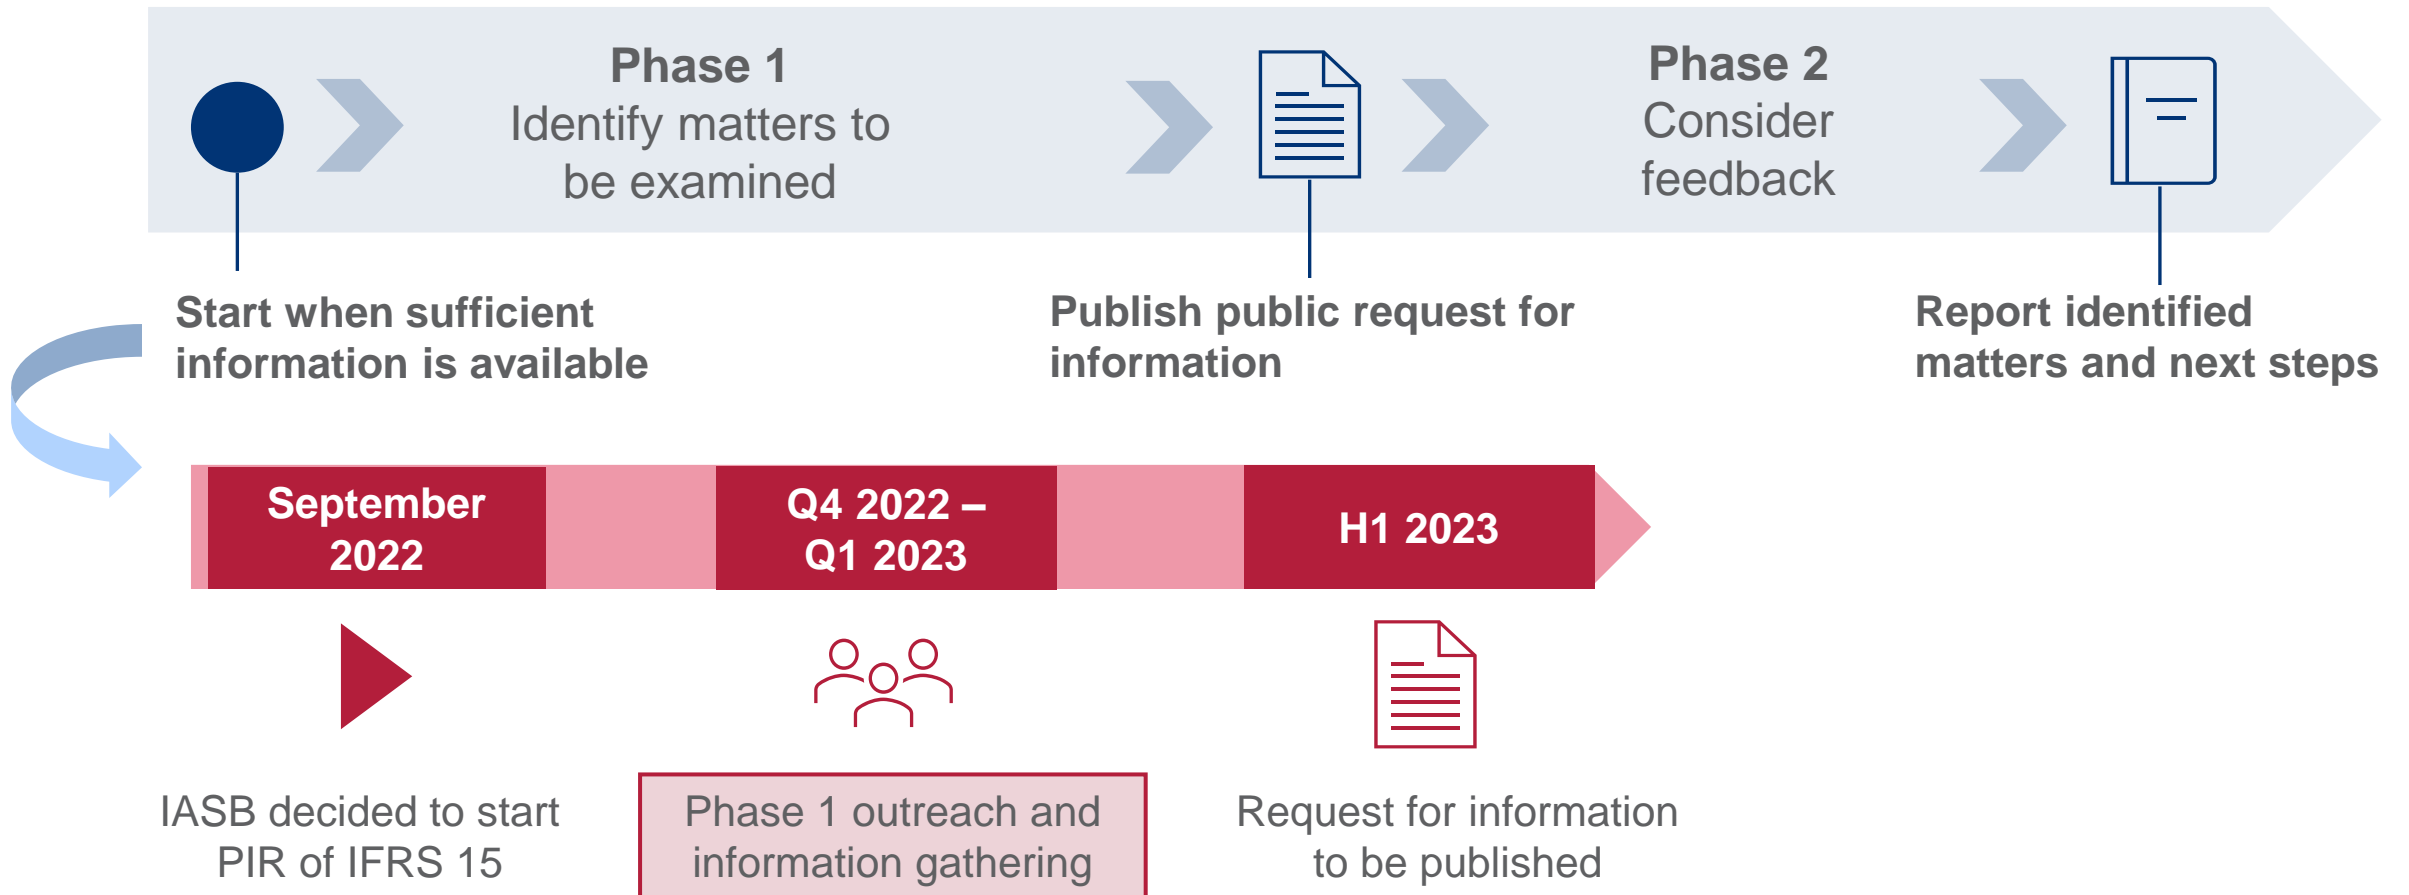 Phase 1
Identify matters to
be examined
Phase 2
Consider
feedback
Start when sufficient
information is available
Publish public request for
information
Report identified
matters and next steps
September
2022
Q4 2022 –
Q1 2023
H1 2023
IASB decided to start
PIR of IFRS 15
Phase 1 outreach and
information gathering
Request for information
to be published